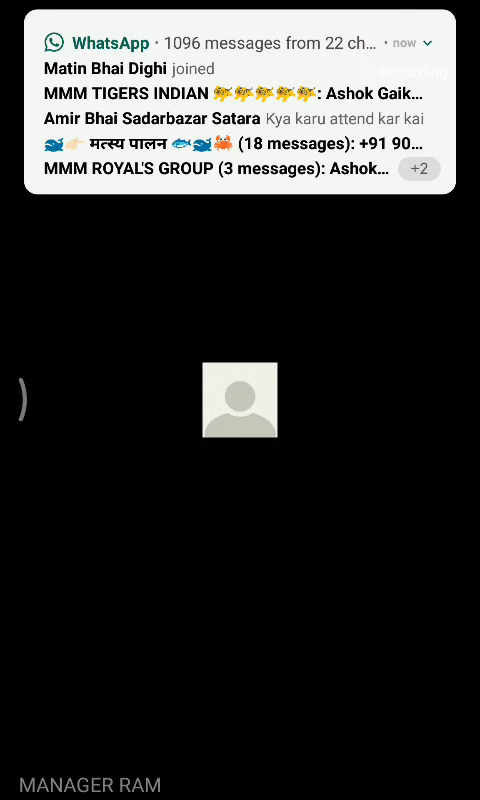 WhatsApp · 1096 messages from 22 ch... · now
Recording
Matin Bhai Dighi joined
MMM TIGERS INDIAN 🐯🐯🐯🐯🐯: Ashok Gaik...
Amir Bhai Sadarbazar Satara Kya karu attend kar kai
🐳👉🏻 मत्स्य पालन 🐟🐳🦀 (18 messages): +91 90...
MMM ROYAL'S GROUP (3 messages): Ashok... +2
MANAGER RAM